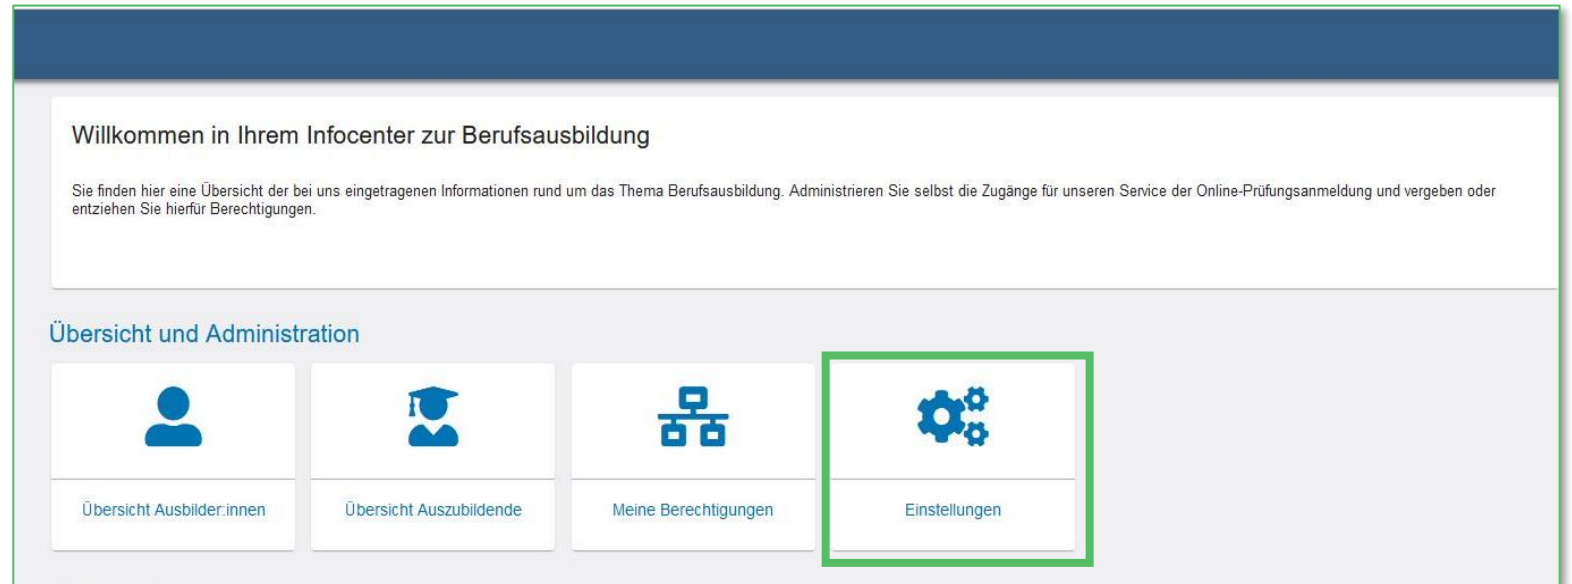 Willkommen in Ihrem Infocenter zur Berufsausbildung
Sie finden hier eine Übersicht der bei uns eingetragenen Informationen rund um das Thema Berufsausbildung. Administrieren Sie selbst die Zugänge für unseren Service der Online-Prüfungsanmeldung und vergeben oder
entziehen Sie hierfür Berechtigungen.
Übersicht und Administration
Übersicht Ausbilder:innen
Übersicht Auszubildende
Meine Berechtigungen
Einstellungen